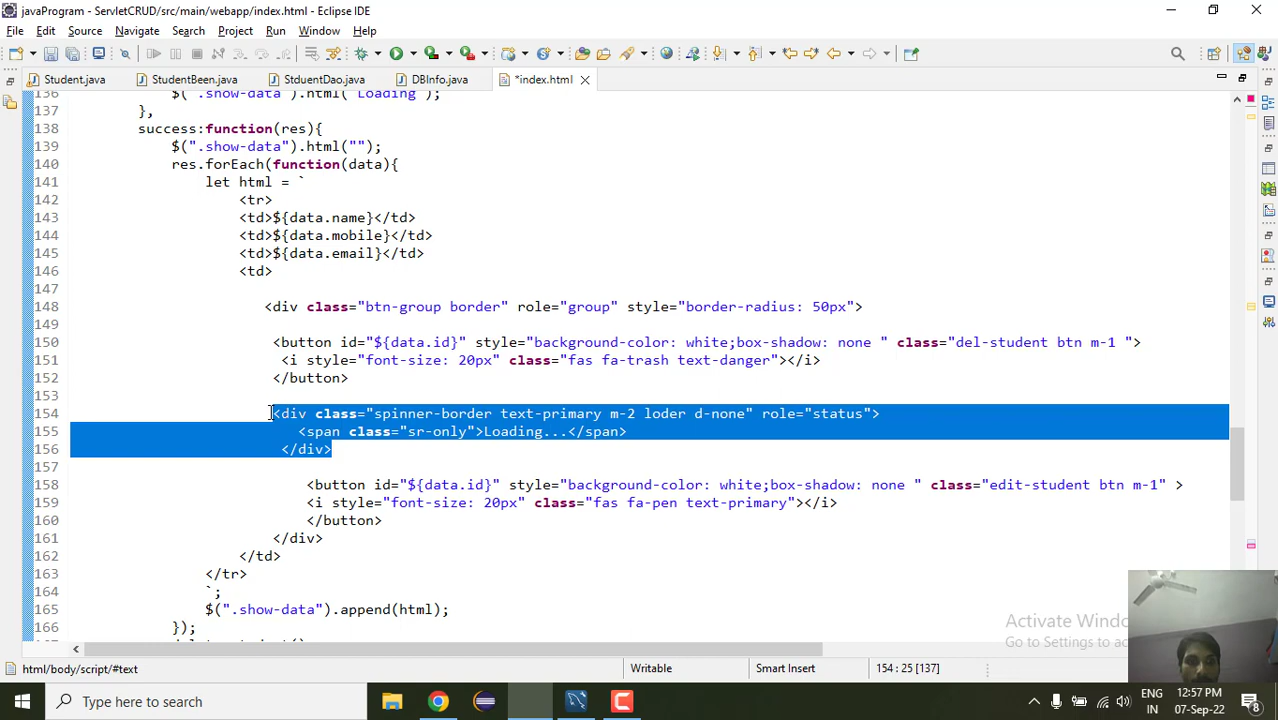 javaProgram - ServletCRUD/src/main/webapp/index.html - Eclipse IDE
File Edit Source Navigate Search Project Run Window Help
Student.java StudentBeen.java StduentDao.java DBInfo.java *index.html
136 $(".show-data").html("Loading");
137 },
138 success:function(res){
139 $(".show-data").html("");
140 res.forEach(function(data){
141 let html = `
142 <tr>
143 <td>${data.name}</td>
144 <td>${data.mobile}</td>
145 <td>${data.email}</td>
146 <td>
147
148 <div class="btn-group border" role="group" style="border-radius: 50px">
149
150 <button id="${data.id}" style="background-color: white;box-shadow: none " class="del-student btn m-1 ">
151 <i style="font-size: 20px" class="fas fa-trash text-danger"></i>
152 </button>
153
154 <div class="spinner-border text-primary m-2 loder d-none" role="status">
155 <span class="sr-only">Loading...</span>
156 </div>
157
158 <button id="${data.id}" style="background-color: white;box-shadow: none " class="edit-student btn m-1" >
159 <i style="font-size: 20px" class="fas fa-pen text-primary"></i>
160 </button>
161 </div>
162 </td>
163 </tr>
164 `;
165 $(".show-data").append(html);
166 });
Activate Windo
Go to Settings to ac
html/body/script/#text Writable Smart Insert 154 : 25 [137]
Type here to search
ENG
IN
12:57 PM
07-Sep-22
8